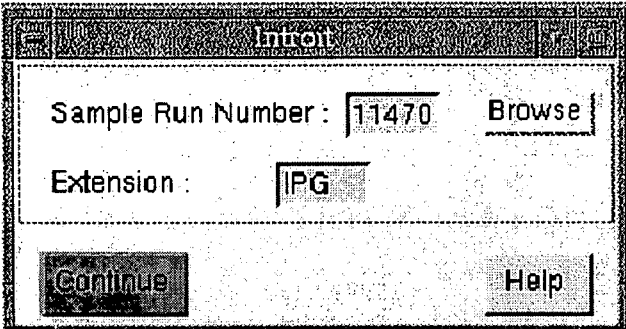 Introit
Sample Run Number : 11470 Browse
Extension : IPG
Continue Help